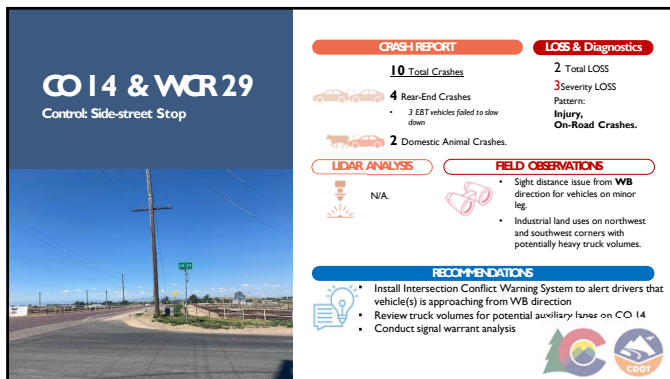 CO 14 & WCR 29
Control: Side-street Stop
CRASH REPORT
10 Total Crashes
4 Rear-End Crashes
• 3 EBT vehicles failed to slow
down
2 Domestic Animal Crashes.
LOSS & Diagnostics
2 Total LOSS
3Severity LOSS
Pattern:
Injury,
On-Road Crashes.
LIDAR ANALYSIS
N/A.
FIELD OBSERVATIONS
• Sight distance issue from WB
direction for vehicles on minor
leg.
• Industrial land uses on northwest
and southwest corners with
potentially heavy truck volumes.
RECOMMENDATIONS
• Install Intersection Conflict Warning System to alert drivers that
vehicle(s) is approaching from WB direction
• Review truck volumes for potential auxiliary lanes on CO 14
• Conduct signal warrant analysis
CDOT